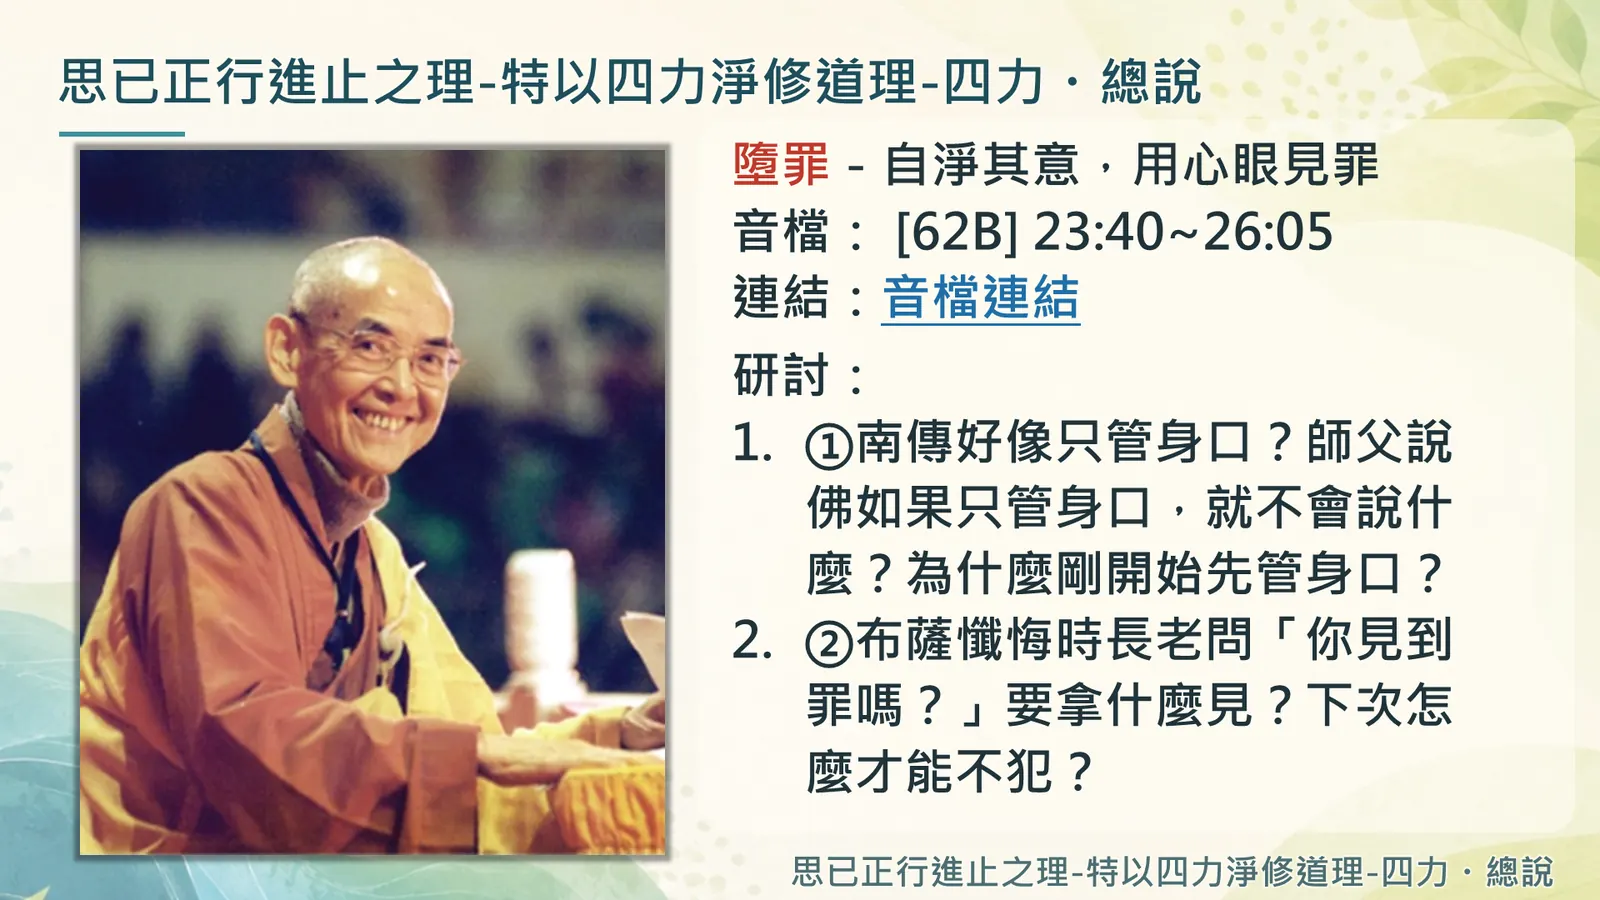 思已正行進止之理-特以四力淨修道理-四力．總說
墮罪 - 自淨其意，用心眼見罪
音檔： [62B] 23:40~26:05
連結：音檔連結
研討：
1. ①南傳好像只管身口？師父說
佛如果只管身口，就不會說什
麼？為什麼剛開始先管身口？
2. ②布薩懺悔時長老問「你見到
罪嗎？」要拿什麼見？下次怎
麼才能不犯？
思已正行進止之理-特以四力淨修道理-四力．總說